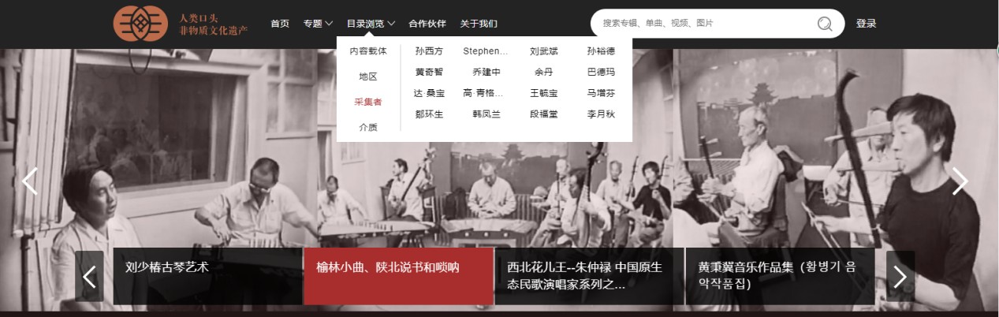 人类口头
非物质文化遗产
首页 专题 目录浏览 合作伙伴 关于我们
搜索专辑、单曲、视频、图片
登录
内容载体
地区
采集者
介质
孙西方 Stephen... 刘武斌 孙裕德
黄奇智 乔建中 余丹 巴德玛
达·桑宝 高·青格... 王毓宝 马增芬
鄒环生 韩凤兰 段福堂 李月秋
刘少椿古琴艺术
榆林小曲、陕北说书和唢呐
西北花儿王--朱仲禄 中国原生
态民歌演唱家系列之...
黄秉冀音乐作品集（황병기 음
악작품집）